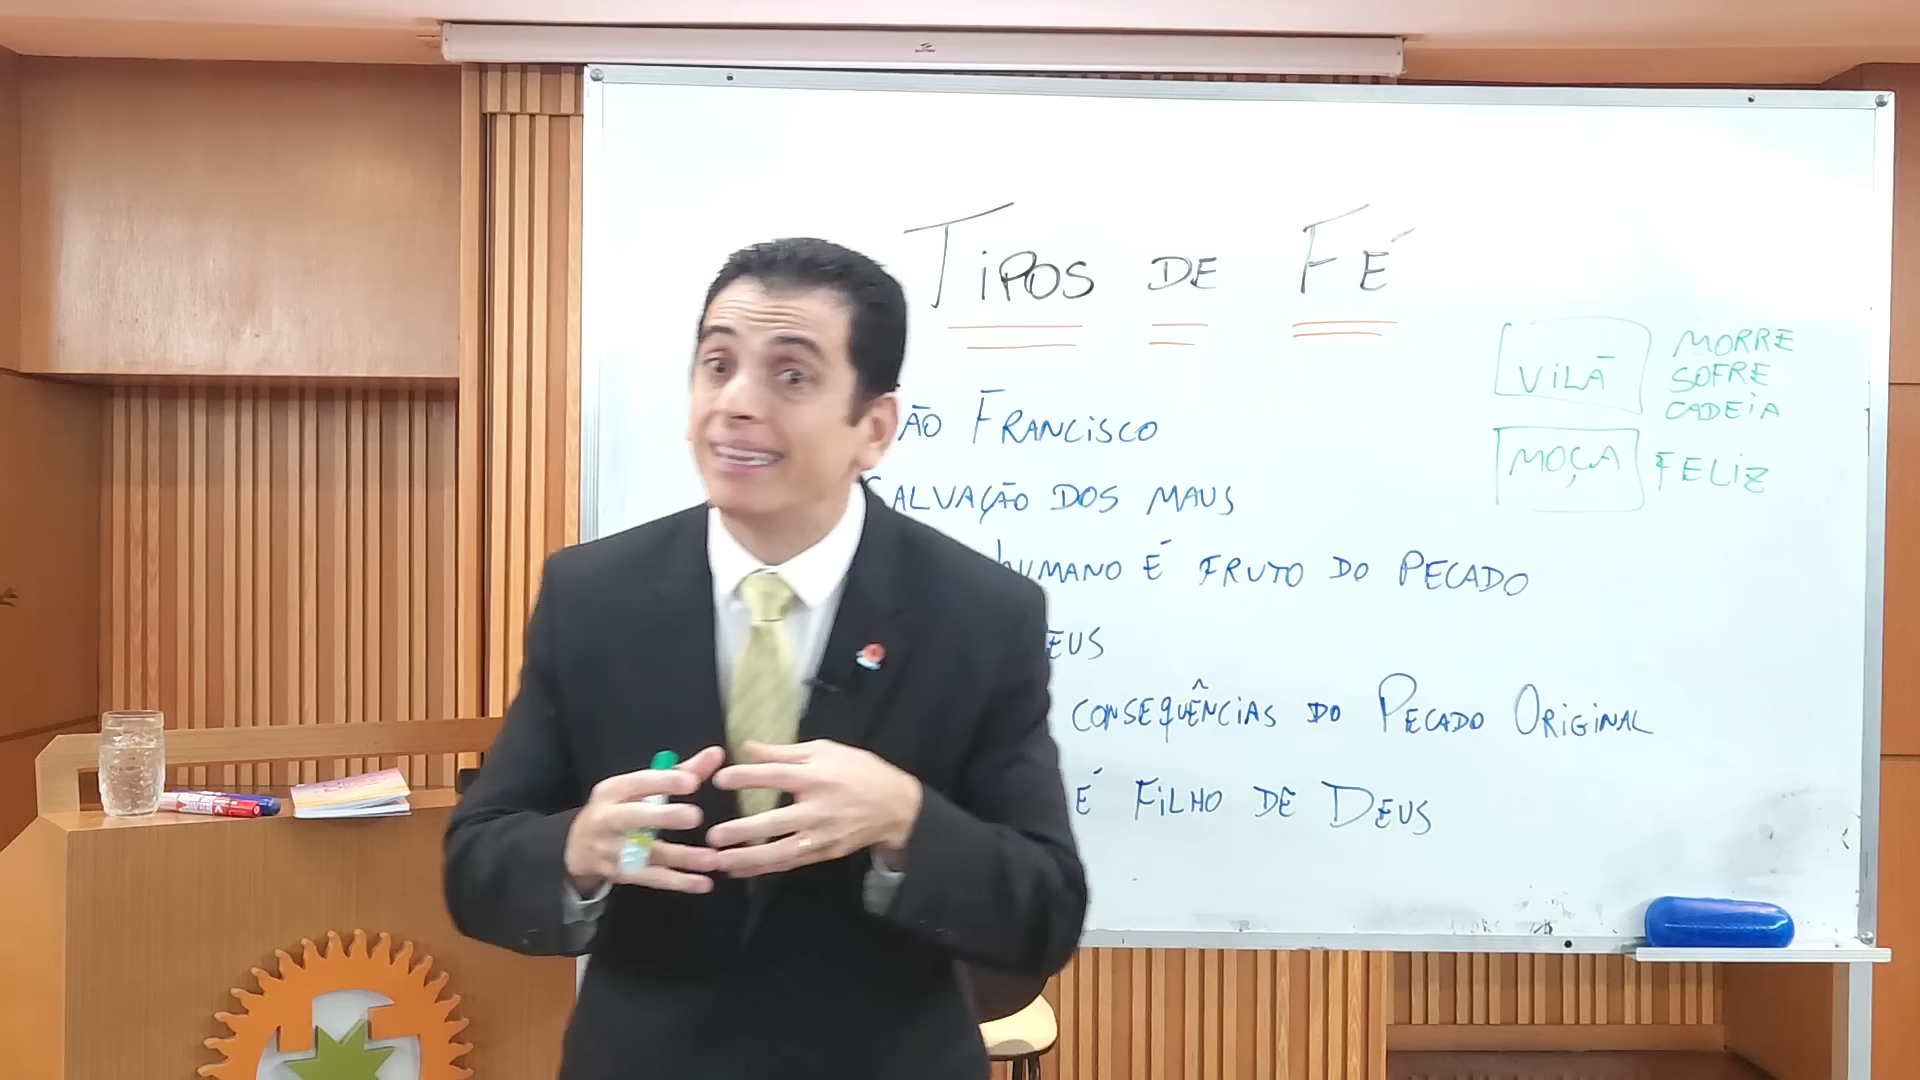 TIPOS DE FÉ
VILÃ
MORRE
SOFRE
CADEIA
MOÇA
FELIZ
ÃO FRANCISCO
SALVAÇÃO DOS MAUS
HUMANO É FRUTO DO PECADO
EUS
CONSEQUÊNCIAS DO PECADO ORIGINAL
É FILHO DE DEUS